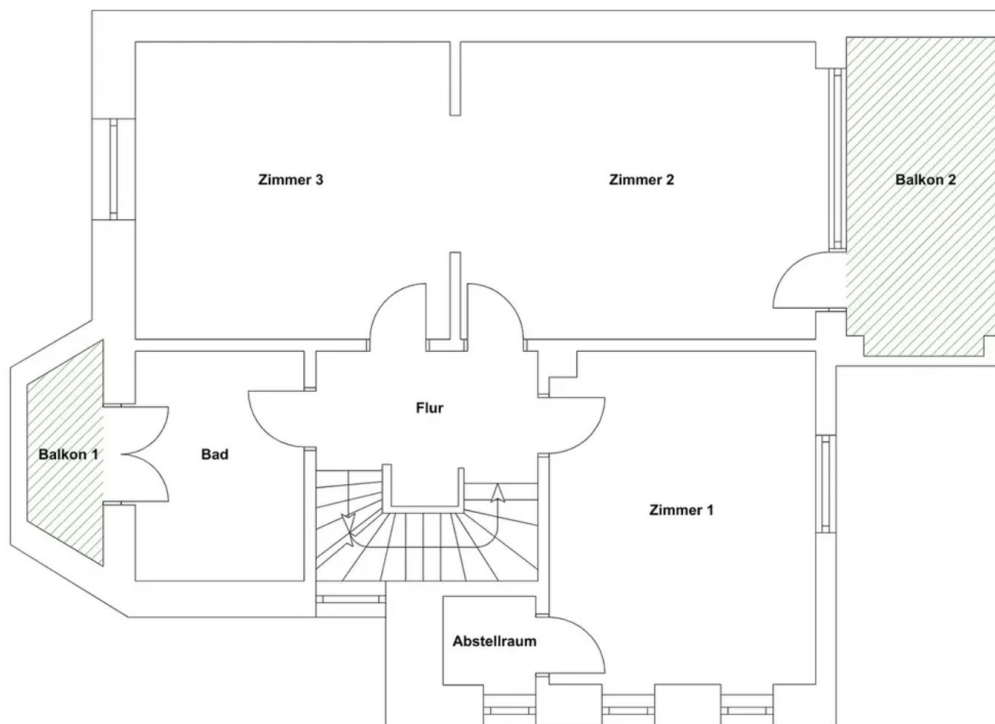 Zimmer 3
Zimmer 2
Balkon 2
Flur
Balkon 1
Bad
Zimmer 1
Abstellraum